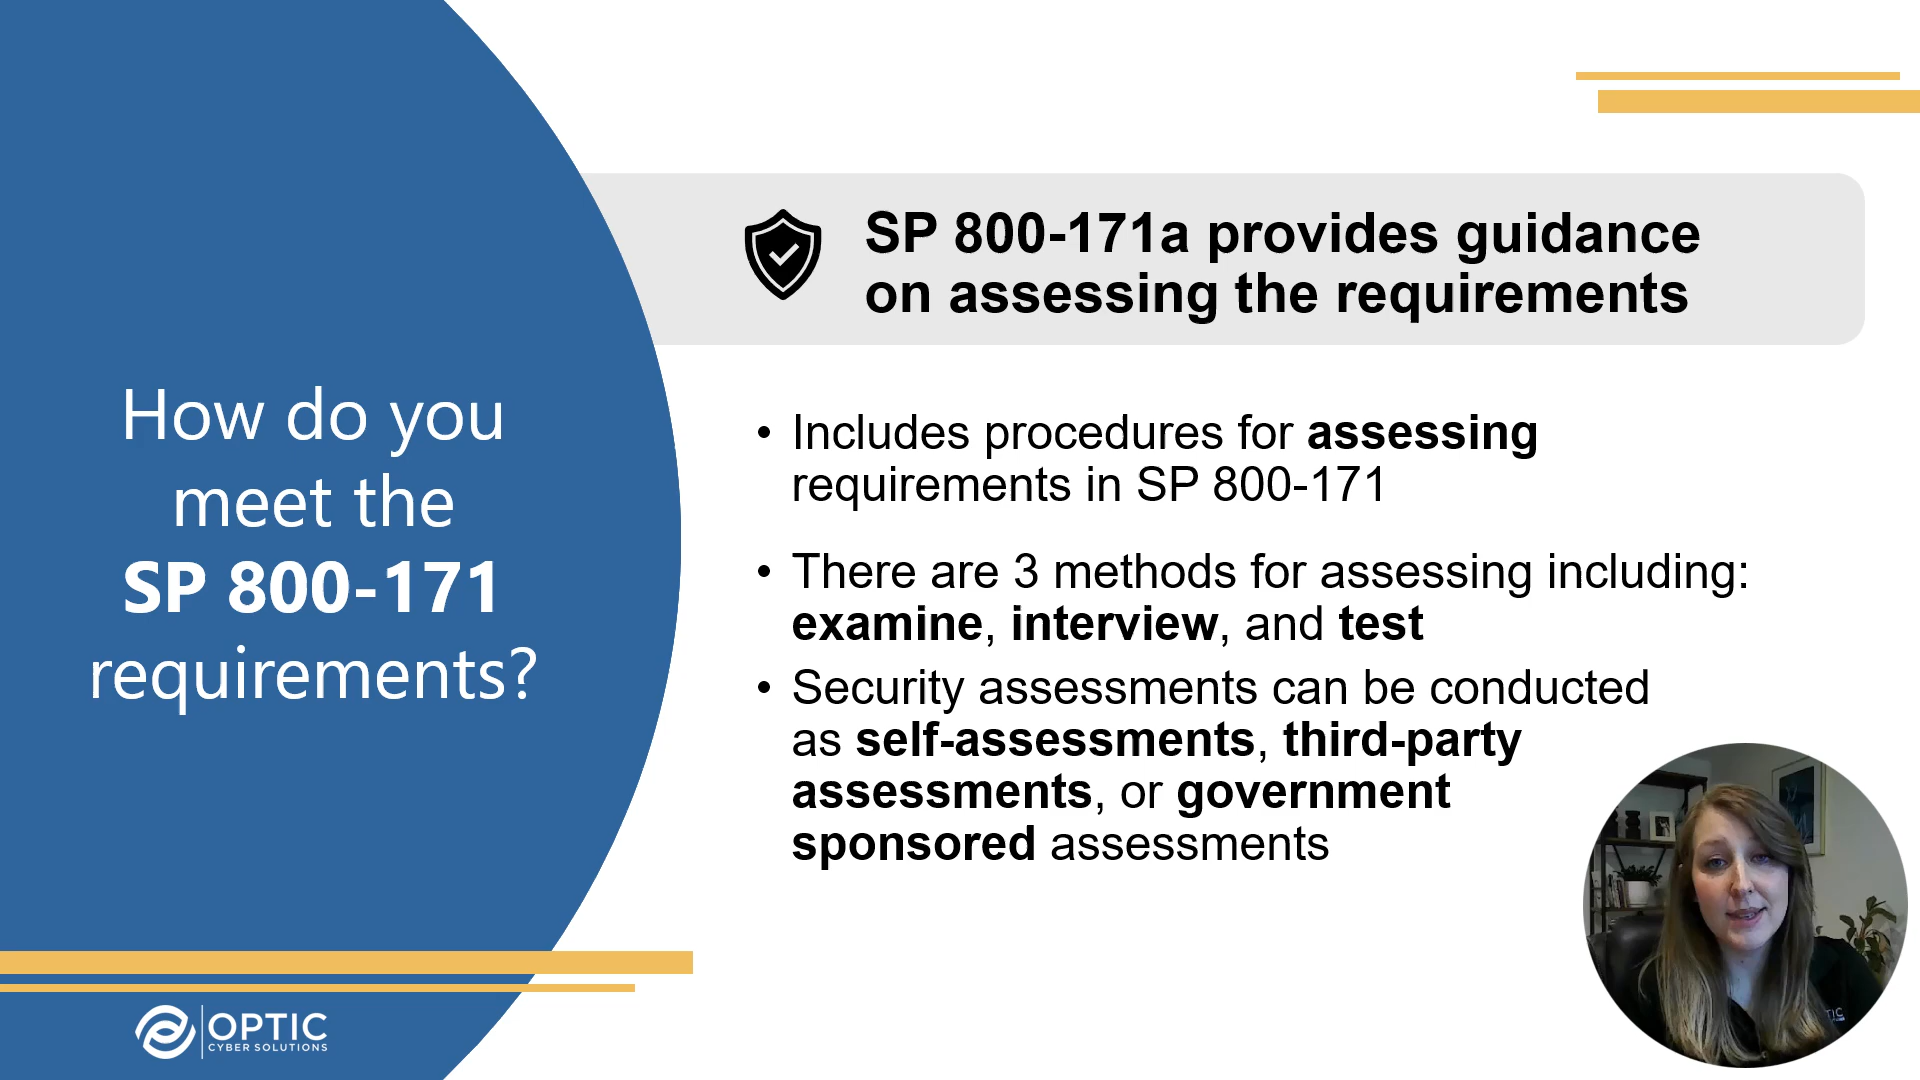 How do you
meet the
SP 800-171
requirements?
SP 800-171a provides guidance
on assessing the requirements
• Includes procedures for assessing
requirements in SP 800-171
• There are 3 methods for assessing including:
examine, interview, and test
• Security assessments can be conducted
as self-assessments, third-party
assessments, or government
sponsored assessments
OPTIC
CYBER SOLUTIONS